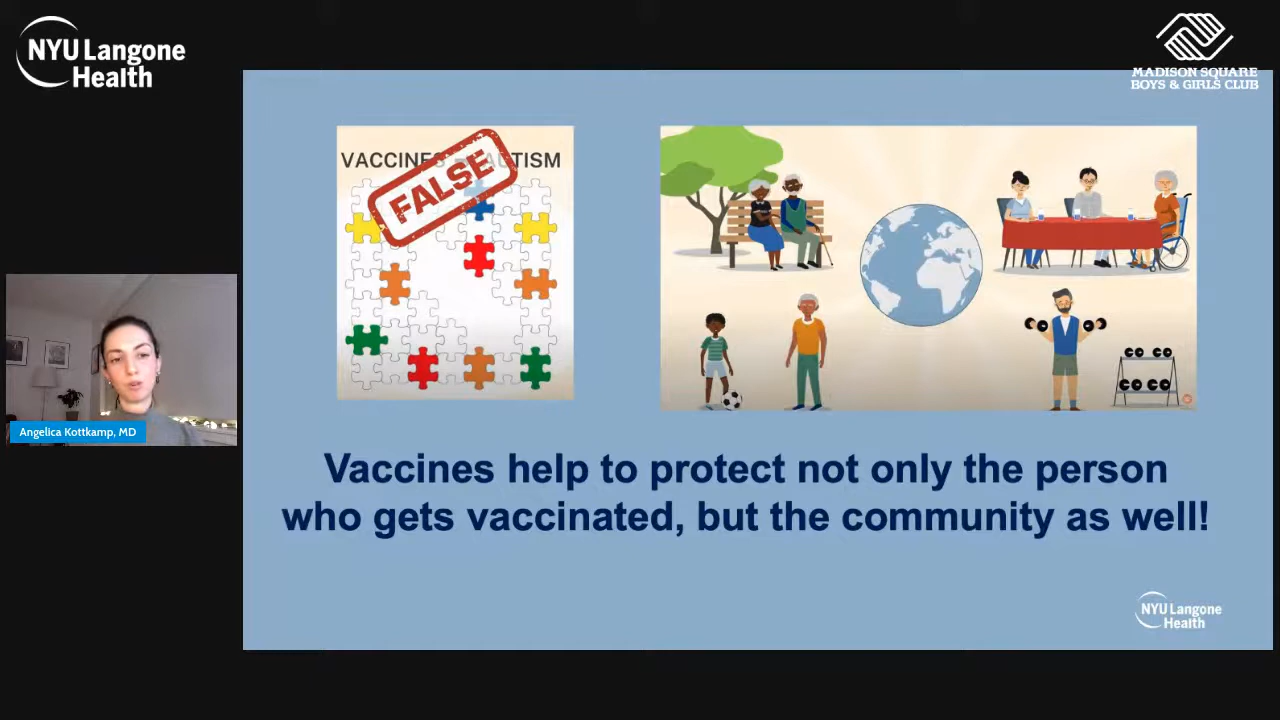 NYU Langone
Health
MADISON SQUARE
BOYS & GIRLS CLUB
VACCINES = AUTISM
FALSE
Angelica Kottkamp, MD
Vaccines help to protect not only the person
who gets vaccinated, but the community as well!
NYU Langone
Health